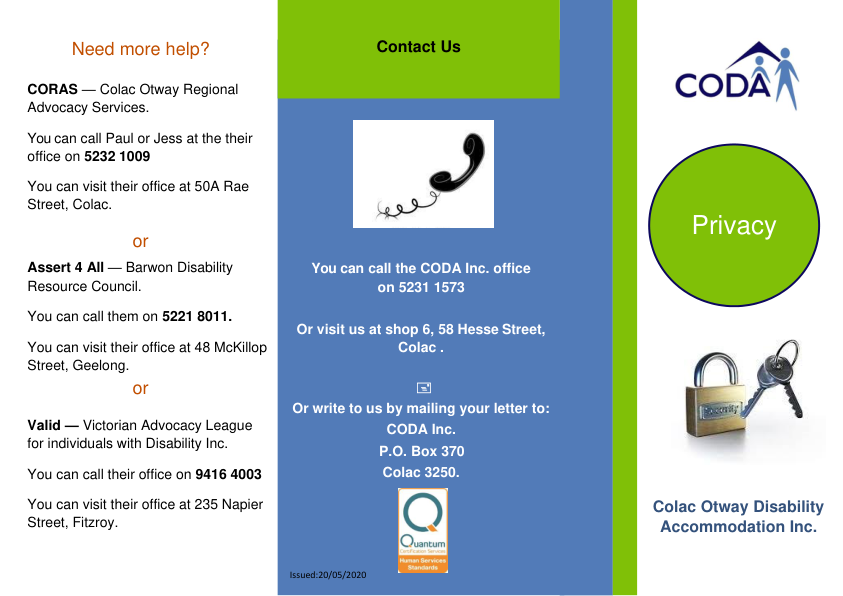 Need more help?
CORAS — Colac Otway Regional
Advocacy Services.
You can call Paul or Jess at the their
office on 5232 1009
You can visit their office at 50A Rae
Street, Colac.
or
Assert 4 All — Barwon Disability
Resource Council.
You can call them on 5221 8011.
You can visit their office at 48 McKillop
Street, Geelong.
or
Valid — Victorian Advocacy League
for individuals with Disability Inc.
You can call their office on 9416 4003
You can visit their office at 235 Napier
Street, Fitzroy.
Contact Us
You can call the CODA Inc. office
on 5231 1573
Or visit us at shop 6, 58 Hesse Street,
Colac .
Or write to us by mailing your letter to:
CODA Inc.
P.O. Box 370
Colac 3250.
Quantum
Certification Services
Human Services
Standards
Issued:20/05/2020
CODA
Privacy
Security
Colac Otway Disability
Accommodation Inc.